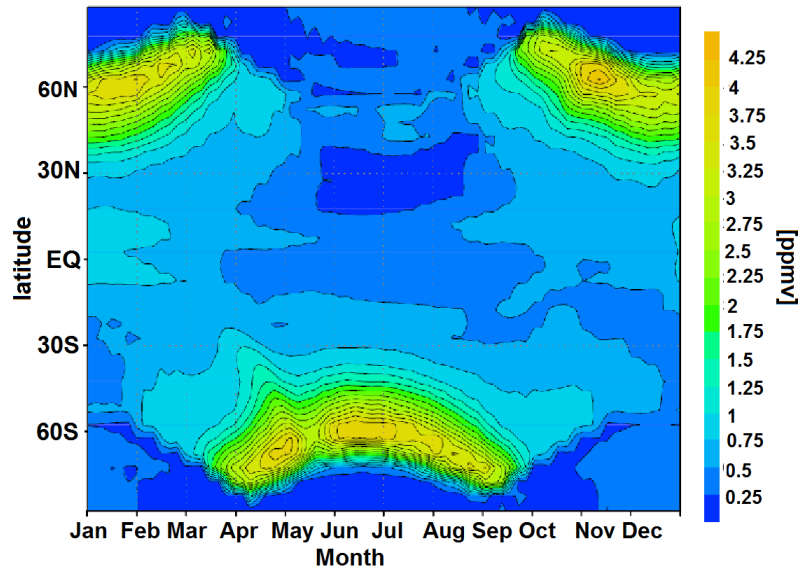 4.25
4
3.75
3.5
3.25
3
2.75
2.5
2.25
2
1.75
1.5
1.25
1
0.75
0.5
0.25
[ppmv]
60N
30N
EQ
30S
60S
latitude
Jan Feb Mar Apr May Jun Jul Aug Sep Oct Nov Dec
Month